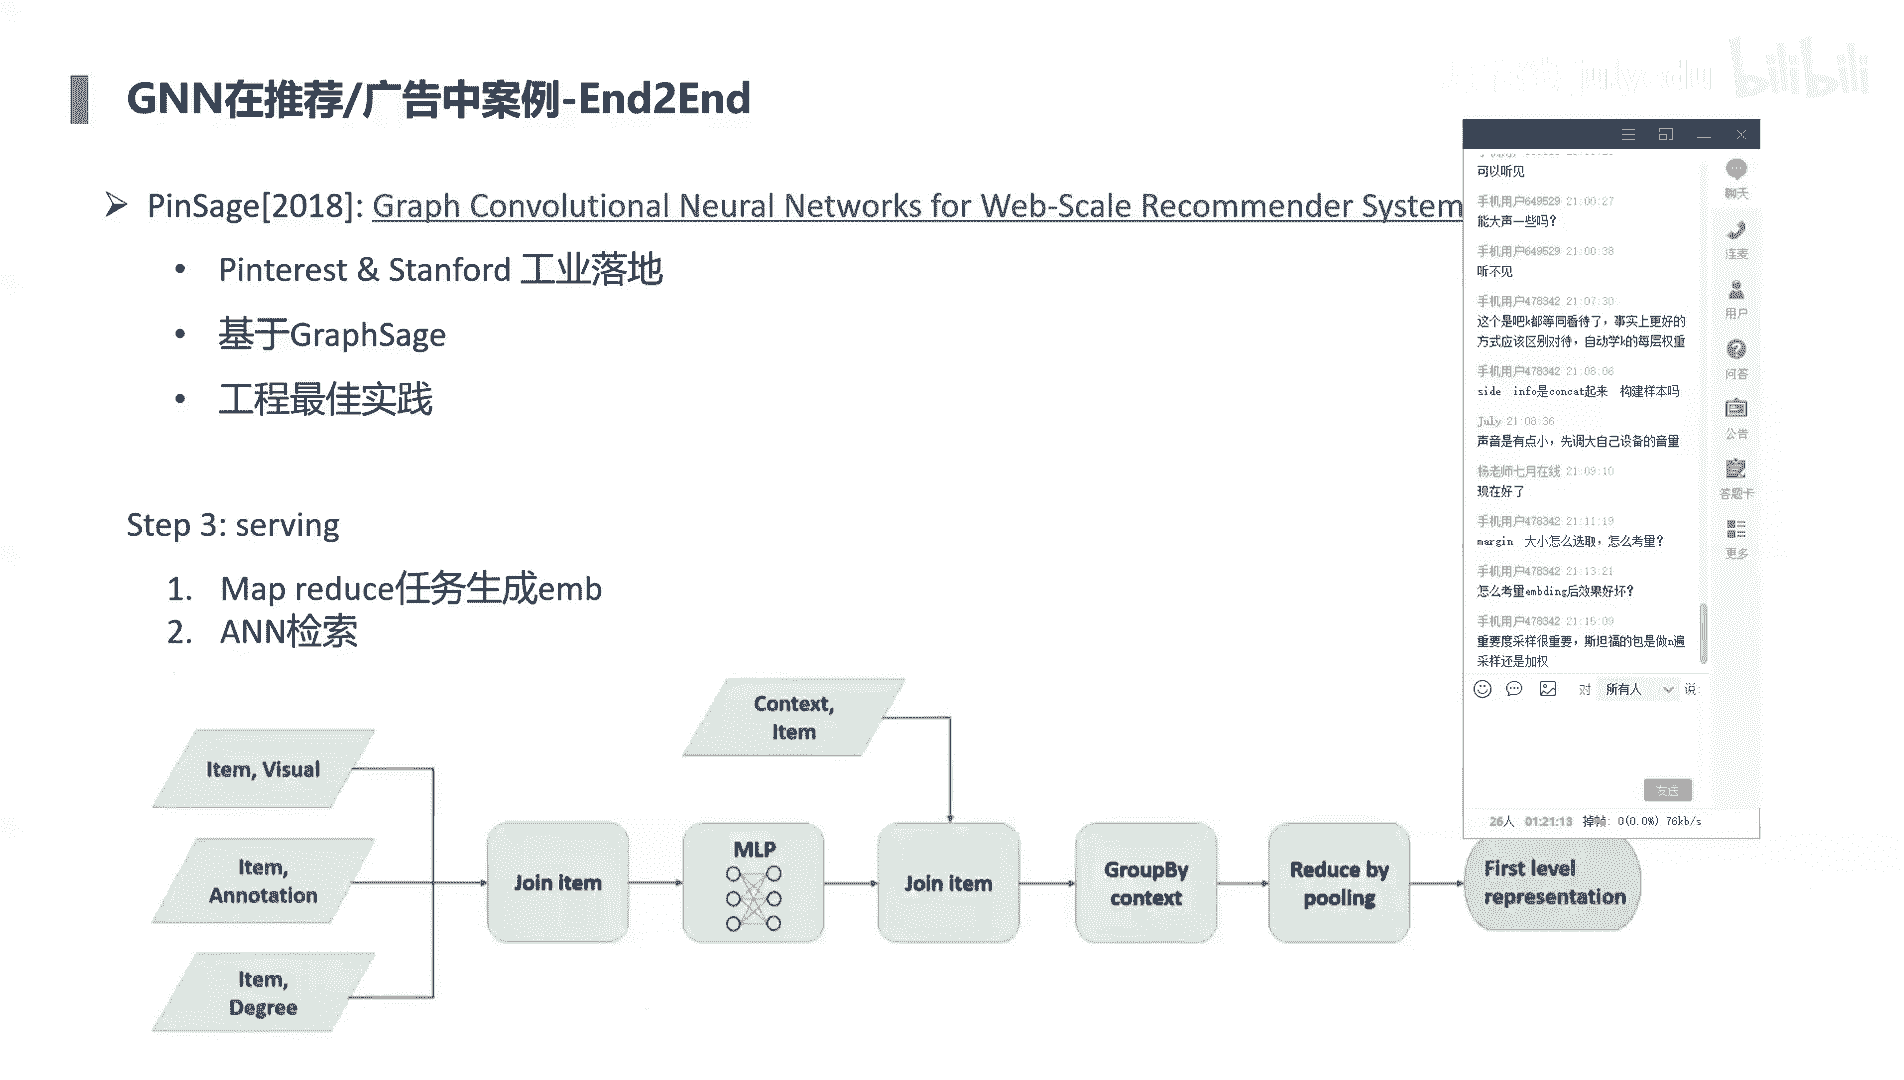 bilibili
GNN在推荐/广告中案例-End2End
PinSage[2018]: Graph Convolutional Neural Networks for Web-Scale Recommender System
• Pinterest & Stanford 工业落地
• 基于GraphSage
• 工程最佳实践
Step 3: serving
1. Map reduce任务生成emb
2. ANN检索
Item, Visual
Item,
Annotation
Item,
Degree
Join item
MLP
Context,
Item
Join item
GroupBy
context
Reduce by
pooling
First level
representation
可以听见
手机用户649529 21:00:27
能大声一些吗?
手机用户649529 21:00:38
听不见
手机用户478342 21:07:30
这个是吧k都等同看待了，事实上更好的
方式应该区别对待，自动学k的每层权重
手机用户478342 21:08:06
side info是concat起来 构建样本吗
July 21:08:36
声音是有点小，先调大自己设备的音量
杨老师七月在线 21:09:10
现在好了
手机用户478342 21:11:19
margin 大小怎么选取，怎么考量?
手机用户478342 21:13:21
怎么考量embding后效果好坏?
手机用户478342 21:15:09
重要度采样很重要，斯坦福的包是做n遍
采样还是加权
对 所有人 说:
发送
26人 01:21:13 掉帧: 0(0.0%) 76kb/s
聊天
连麦
用户
问答
公告
答题卡
更多